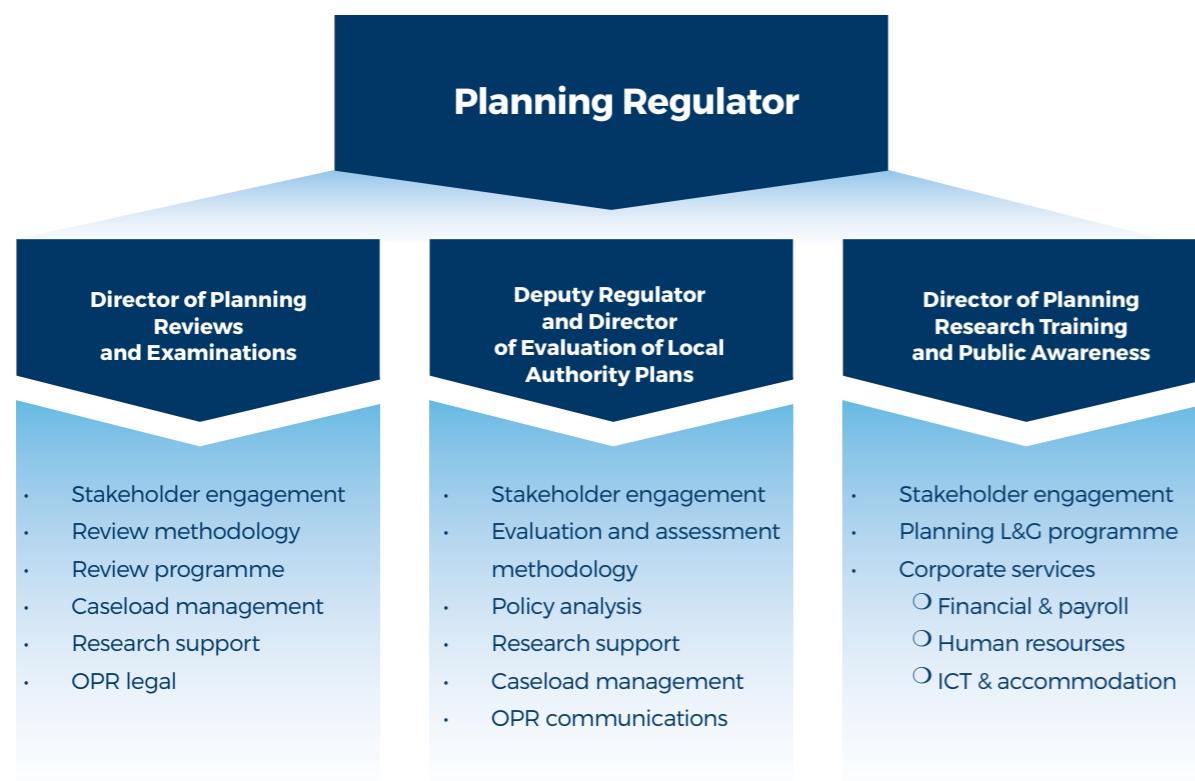 Planning Regulator
Director of Planning
Reviews
and Examinations
• Stakeholder engagement
• Review methodology
• Review programme
• Caseload management
• Research support
• OPR legal
Deputy Regulator
and Director
of Evaluation of Local
Authority Plans
• Stakeholder engagement
• Evaluation and assessment
methodology
• Policy analysis
• Research support
• Caseload management
• OPR communications
Director of Planning
Research Training
and Public Awareness
• Stakeholder engagement
• Planning L&G programme
• Corporate services
❍ Financial & payroll
❍ Human resourses
❍ ICT & accommodation